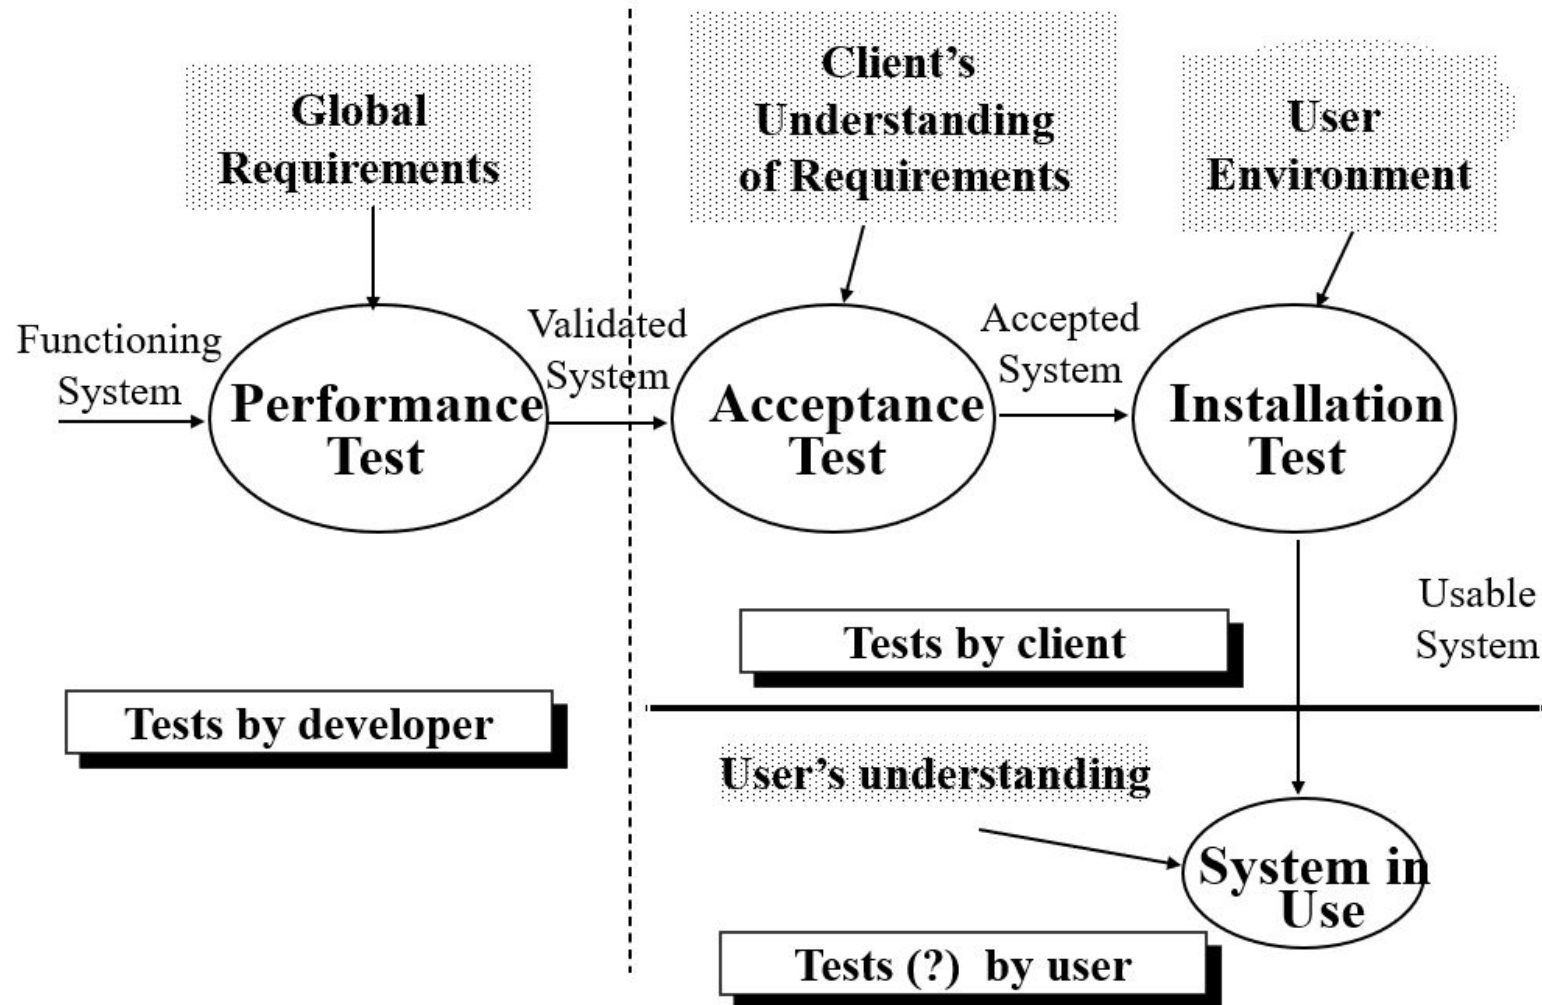 Global
Requirements
Client’s
Understanding
of Requirements
User
Environment
Functioning
System
Performance
Test
Validated
System
Acceptance
Test
Accepted
System
Installation
Test
Usable
System
Tests by client
Tests by developer
User’s understanding
System in
Use
Tests (?)  by user